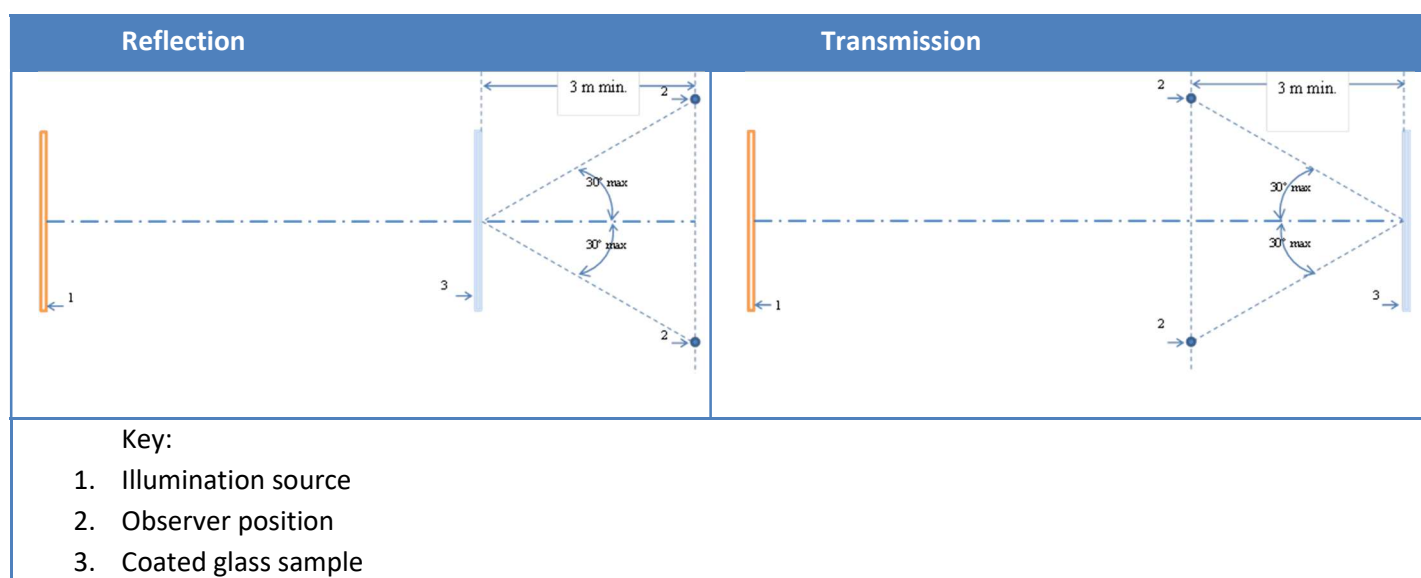 Reflection
Transmission
3 m min.
2
30° max
30° max
1
3
2
2
3 m min.
30° max
30° max
1
3
2
Key:
1. Illumination source
2. Observer position
3. Coated glass sample